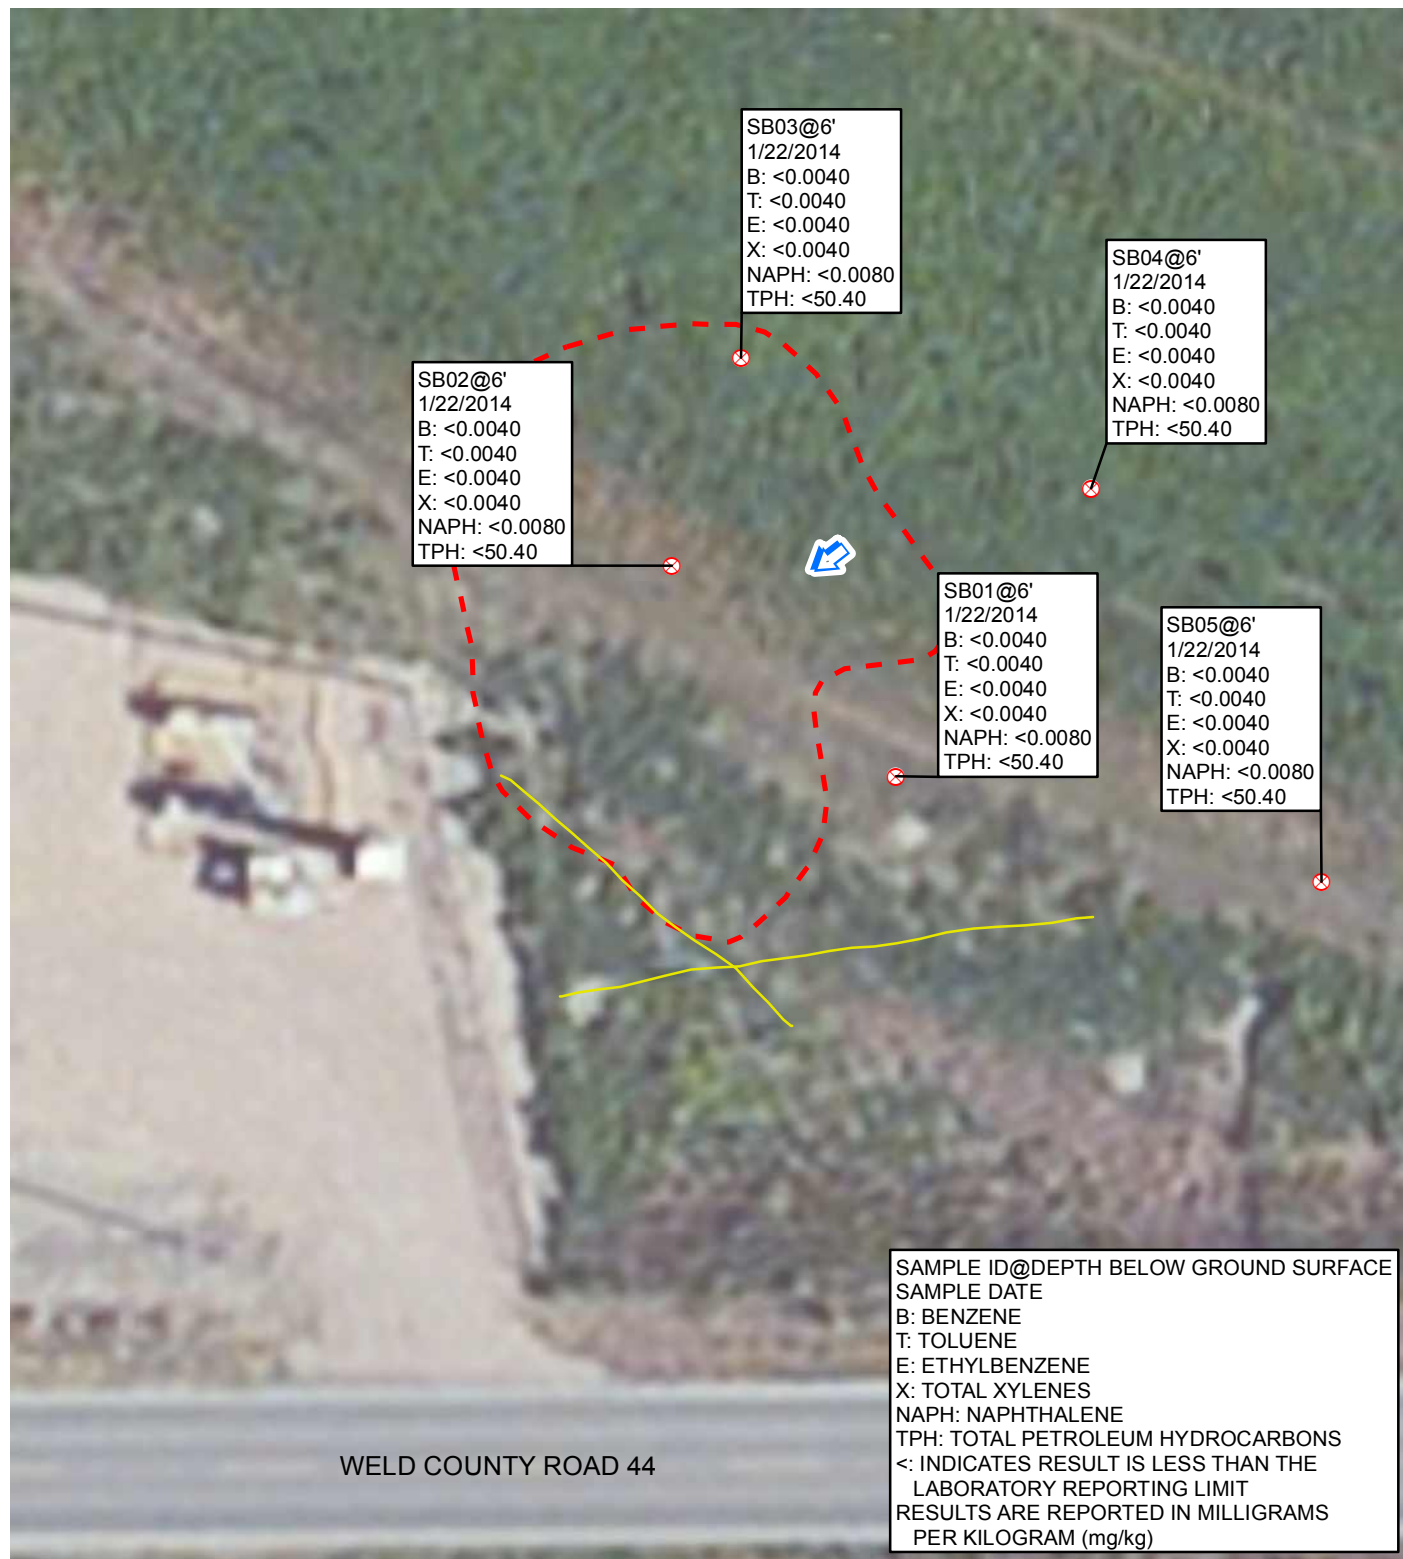 SB03@6'
1/22/2014
B: <0.0040
T: <0.0040
E: <0.0040
X: <0.0040
NAPH: <0.0080
TPH: <50.40
SB04@6'
1/22/2014
B: <0.0040
T: <0.0040
E: <0.0040
X: <0.0040
NAPH: <0.0080
TPH: <50.40
SB02@6'
1/22/2014
B: <0.0040
T: <0.0040
E: <0.0040
X: <0.0040
NAPH: <0.0080
TPH: <50.40
SB01@6'
1/22/2014
B: <0.0040
T: <0.0040
E: <0.0040
X: <0.0040
NAPH: <0.0080
TPH: <50.40
SB05@6'
1/22/2014
B: <0.0040
T: <0.0040
E: <0.0040
X: <0.0040
NAPH: <0.0080
TPH: <50.40
SAMPLE ID@DEPTH BELOW GROUND SURFACE
SAMPLE DATE
B: BENZENE
T: TOLUENE
E: ETHYLBENZENE
X: TOTAL XYLENES
NAPH: NAPHTHALENE
TPH: TOTAL PETROLEUM HYDROCARBONS
<: INDICATES RESULT IS LESS THAN THE
LABORATORY REPORTING LIMIT
RESULTS ARE REPORTED IN MILLIGRAMS
PER KILOGRAM (mg/kg)
WELD COUNTY ROAD 44